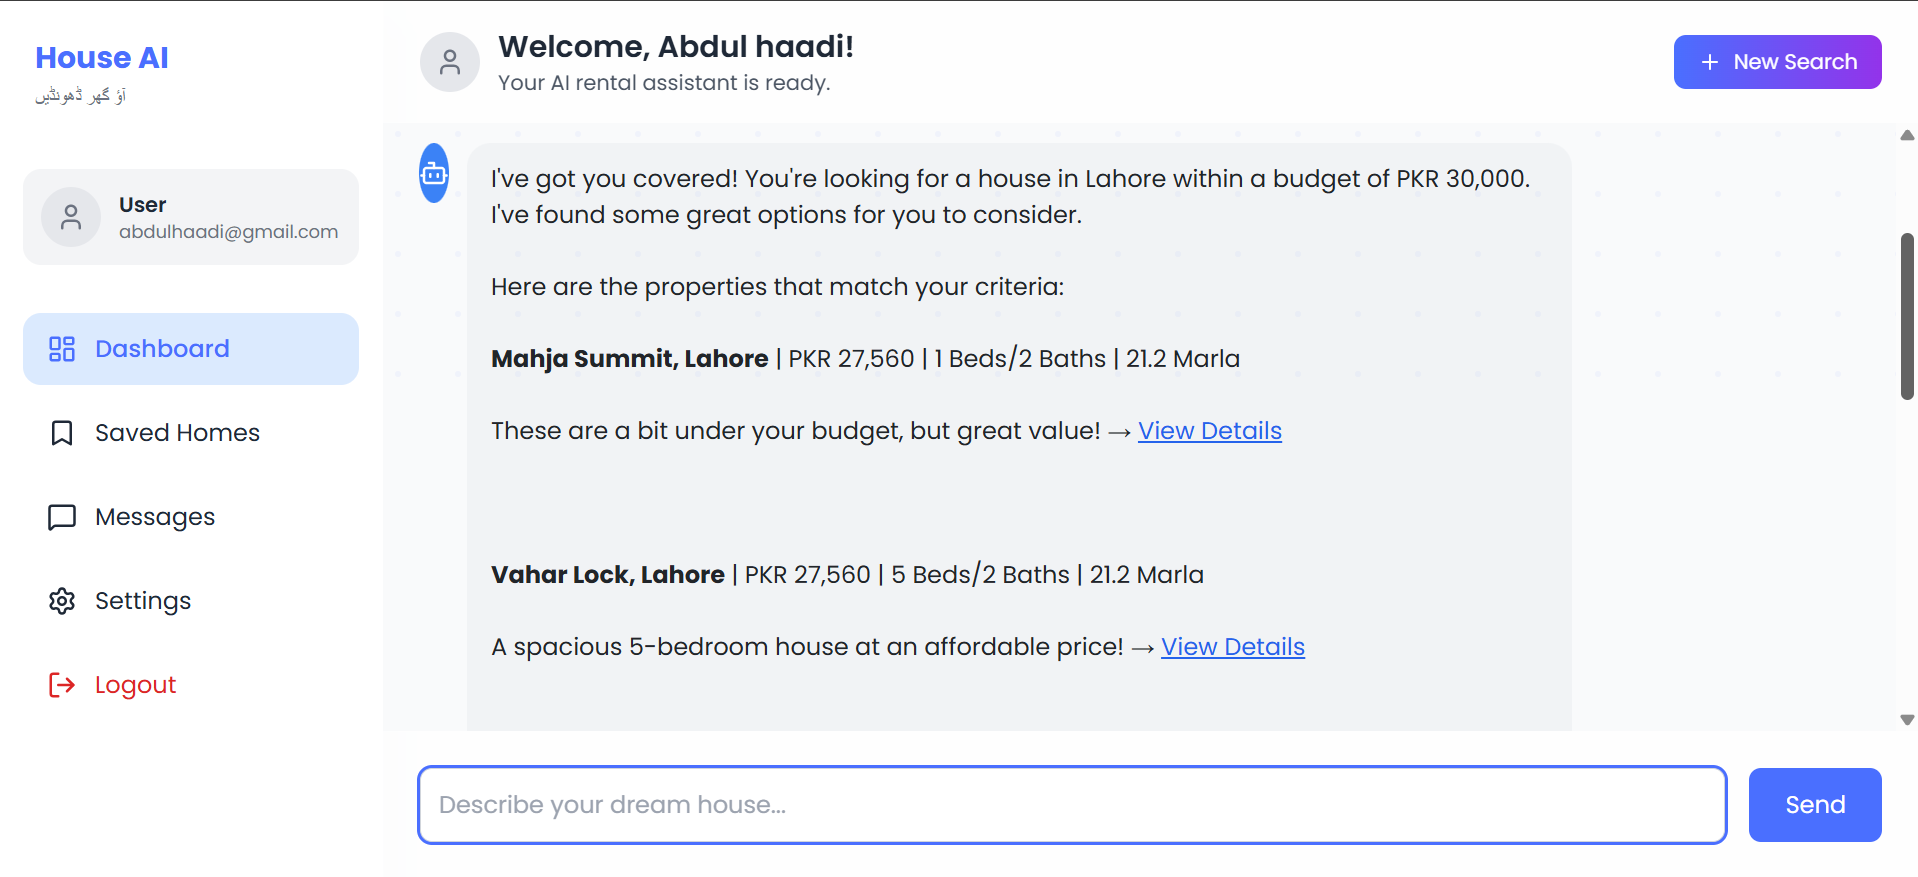 House AI
آؤ گھر ڈھونڈیں
User
abdulhaadi@gmail.com
Dashboard
Saved Homes
Messages
Settings
Logout
Welcome, Abdul haadi!
Your AI rental assistant is ready.
+ New Search
I've got you covered! You're looking for a house in Lahore within a budget of PKR 30,000.
I've found some great options for you to consider.
Here are the properties that match your criteria:
Mahja Summit, Lahore | PKR 27,560 | 1 Beds/2 Baths | 21.2 Marla
These are a bit under your budget, but great value! → View Details
Vahar Lock, Lahore | PKR 27,560 | 5 Beds/2 Baths | 21.2 Marla
A spacious 5-bedroom house at an affordable price! → View Details
Describe your dream house...
Send